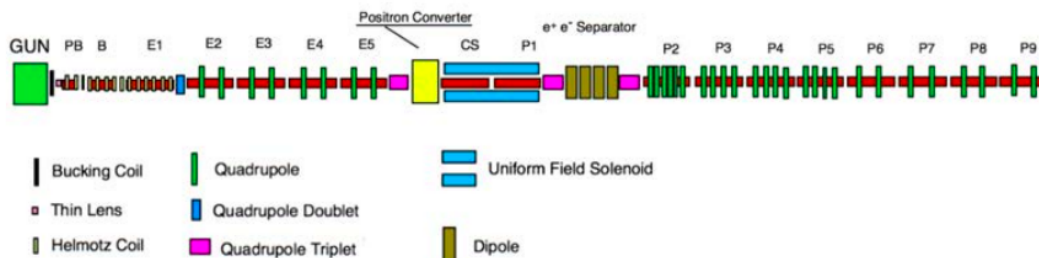 Positron Converter
e+ e- Separator
GUN PB B E1 E2 E3 E4 E5 CS P1 P2 P3 P4 P5 P6 P7 P8 P9
Bucking Coil Quadrupole Uniform Field Solenoid
Thin Lens Quadrupole Doublet
Helmotz Coil Quadrupole Triplet Dipole